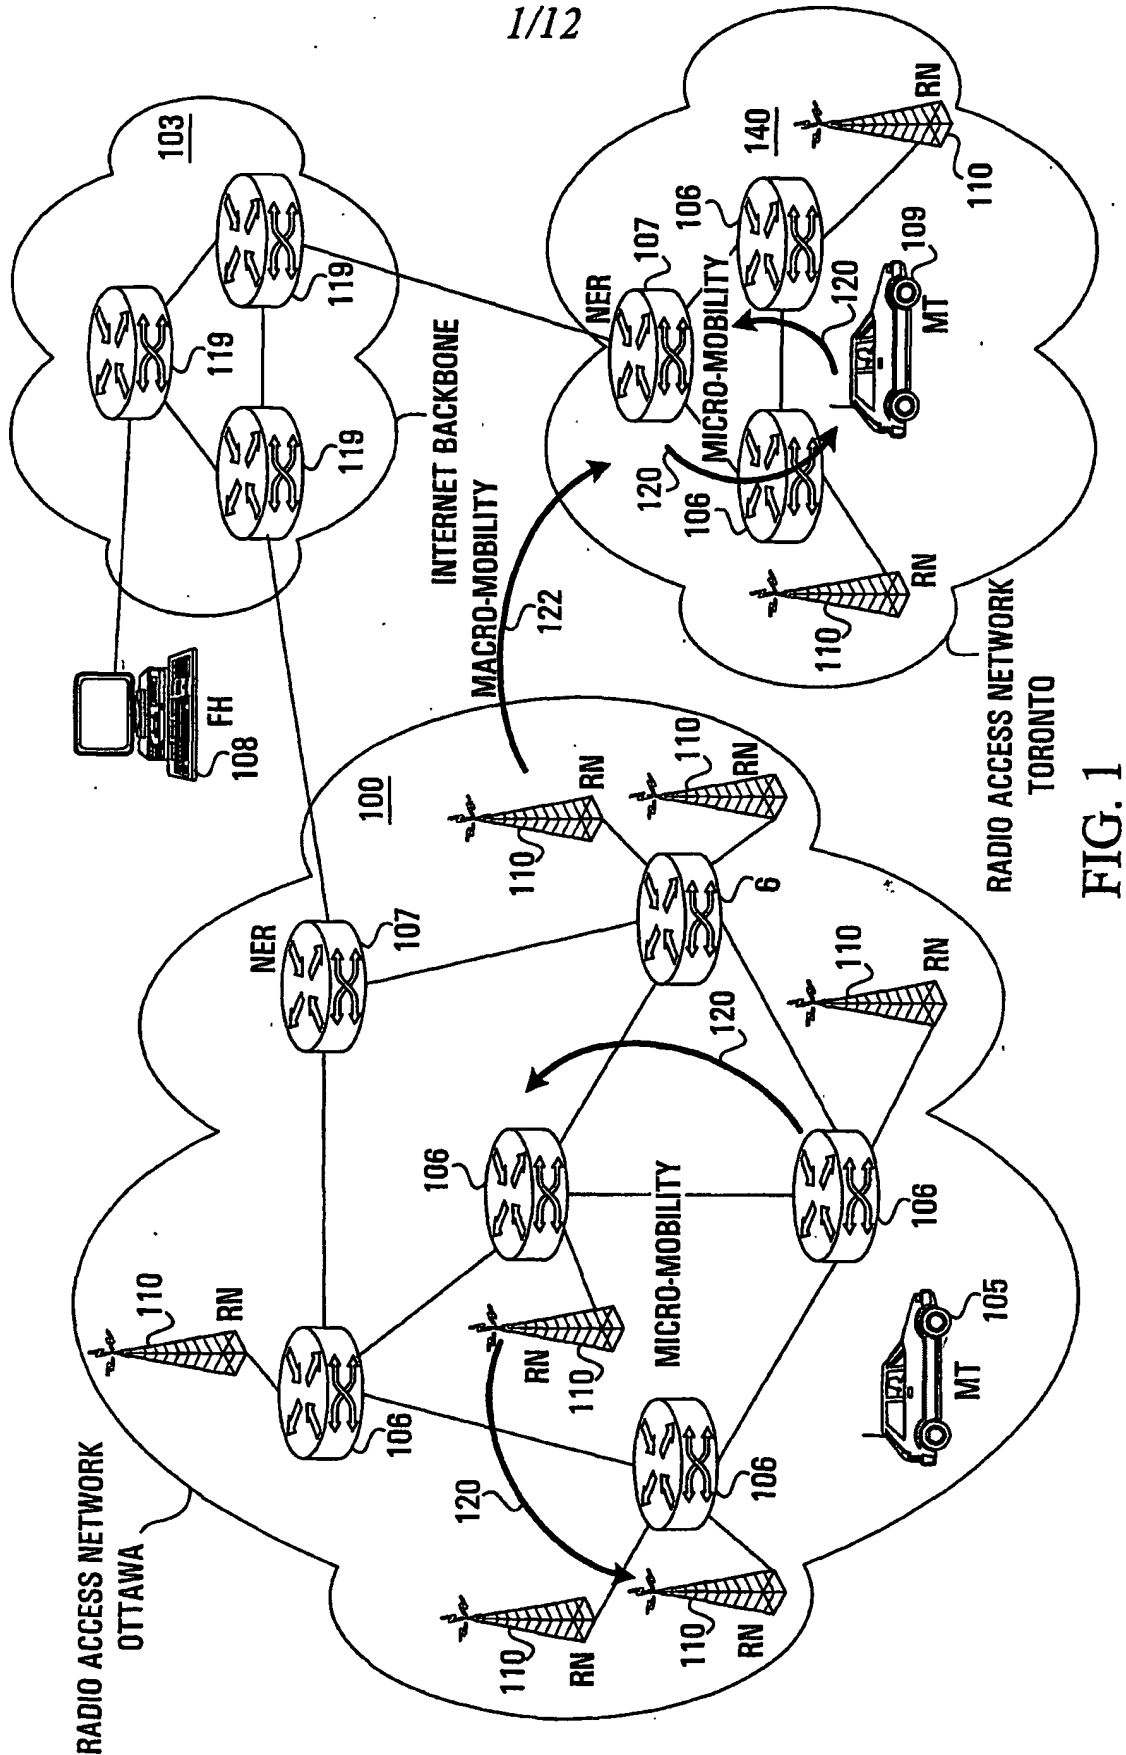 1/12
RADIO ACCESS NETWORK
OTTAWA
110
RN
106
NER
107
100
106
120
RN
110
110
RN
110
RN
106
MICRO-MOBILITY
120
110
RN
110
RN
6
110
RN
106
MT
105
FH
108
119
103
119
119
INTERNET BACKBONE
MACRO-MOBILITY
122
NER
107
120
106
MICRO-MOBILITY
106
140
120
110
RN
MT
109
110
RN
RADIO ACCESS NETWORK
TORONTO
FIG. 1